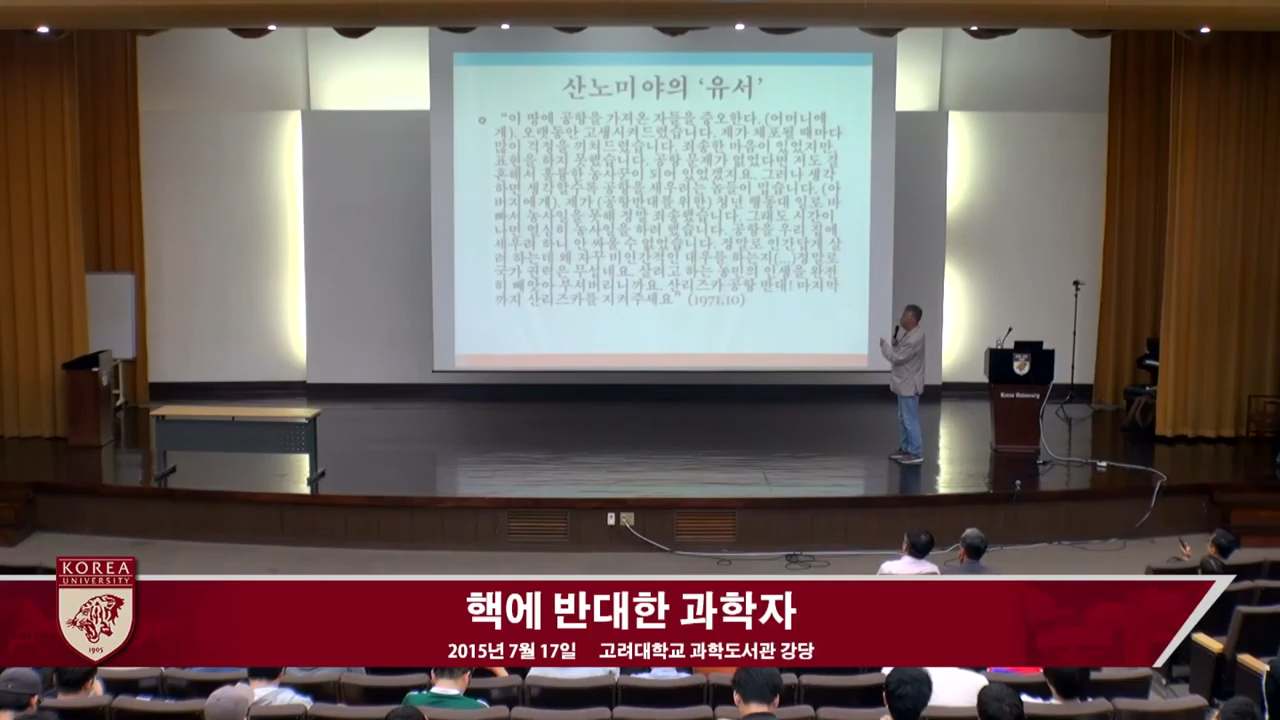 산노미야의 ‘유서’
“이 땅에 공항을 가져온 자들을 증오한다. (어머니에
게). 오랫동안 고생시켜드렸습니다. 제가 체포될 때마다
많이 걱정을 끼쳐드렸습니다. 죄송한 마음이 있었지만,
표현을 하지 못했습니다. 공항 문제가 없었다면 저도 결
혼해서 훌륭한 농사꾼이 되어 있었겠지요. 그러나 생각
하면 생각할수록 공항을 세우려는 놈들이 밉습니다. (아
버지에게). 제가 (공항반대를 위한) 청년 행동대 일로 바
빠서 농사일을 못해 정말 죄송했습니다. 그래도 시간이
나면 열심히 농사일을 하려 했습니다. 공항을 우리 집에
세우려 하니 안 싸울 수 없었습니다. 정말로 인간답게 살
려 하는데 왜 자꾸 비인간적인 대우를 하는지(...)정말로
국가 권력은 무섭네요. 살려고 하는 농민의 인생을 완전
히 빼앗아 부셔버리니까요. 산리즈카 공항 반대! 마지막
까지 산리즈카를 지켜주세요” (1971.10)
Korea University
KOREA
UNIVERSITY
1905
핵에 반대한 과학자
2015년 7월 17일 고려대학교 과학도서관 강당